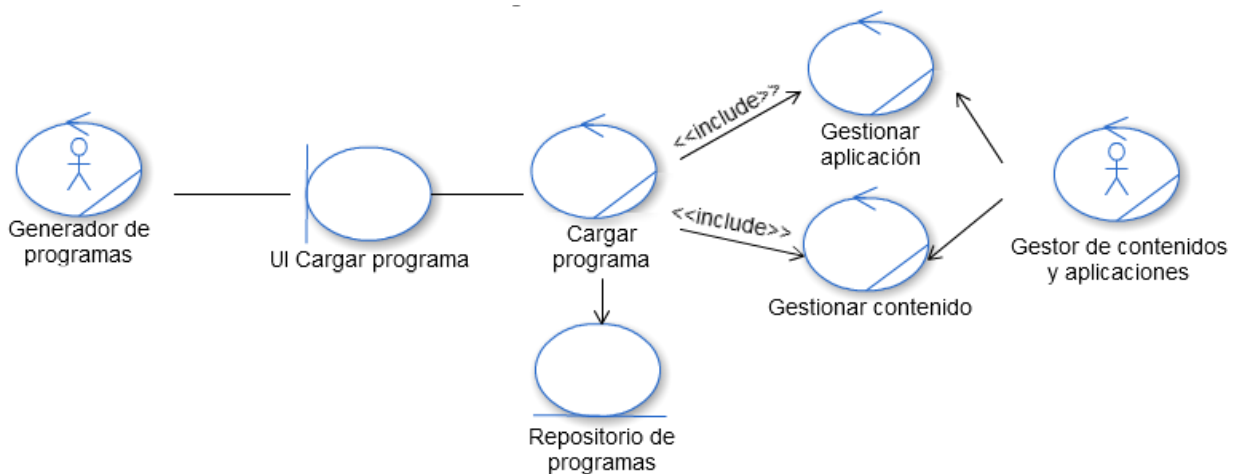 Generador de
programas
UI Cargar programa
Cargar
programa
<<include>>
<<include>>
Gestionar
aplicación
Gestionar contenido
Gestor de contenidos
y aplicaciones
Repositorio de
programas